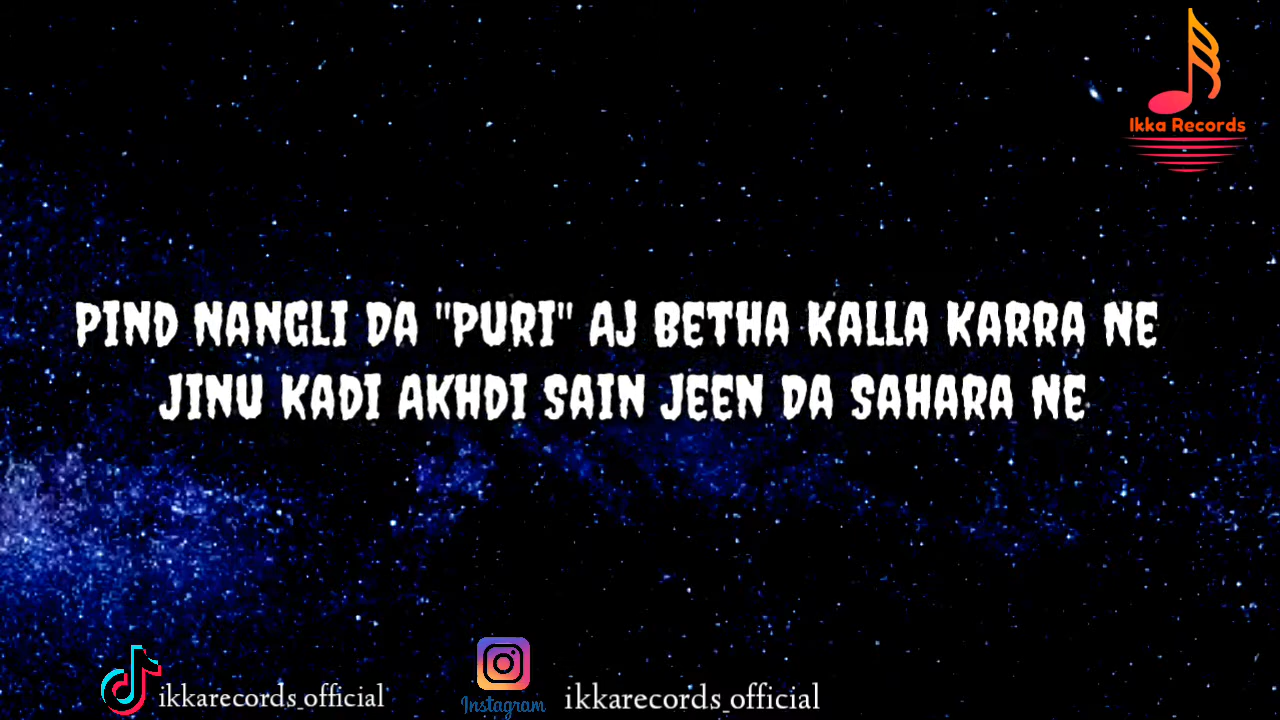 Ikka Records
PIND NANGLI DA "PURI" AJ BETHA KALLA KARRA NE
JINU KADI AKHDI SAIN JEEN DA SAHARA NE
ikkarecords_official
Instagram
ikkarecords_official